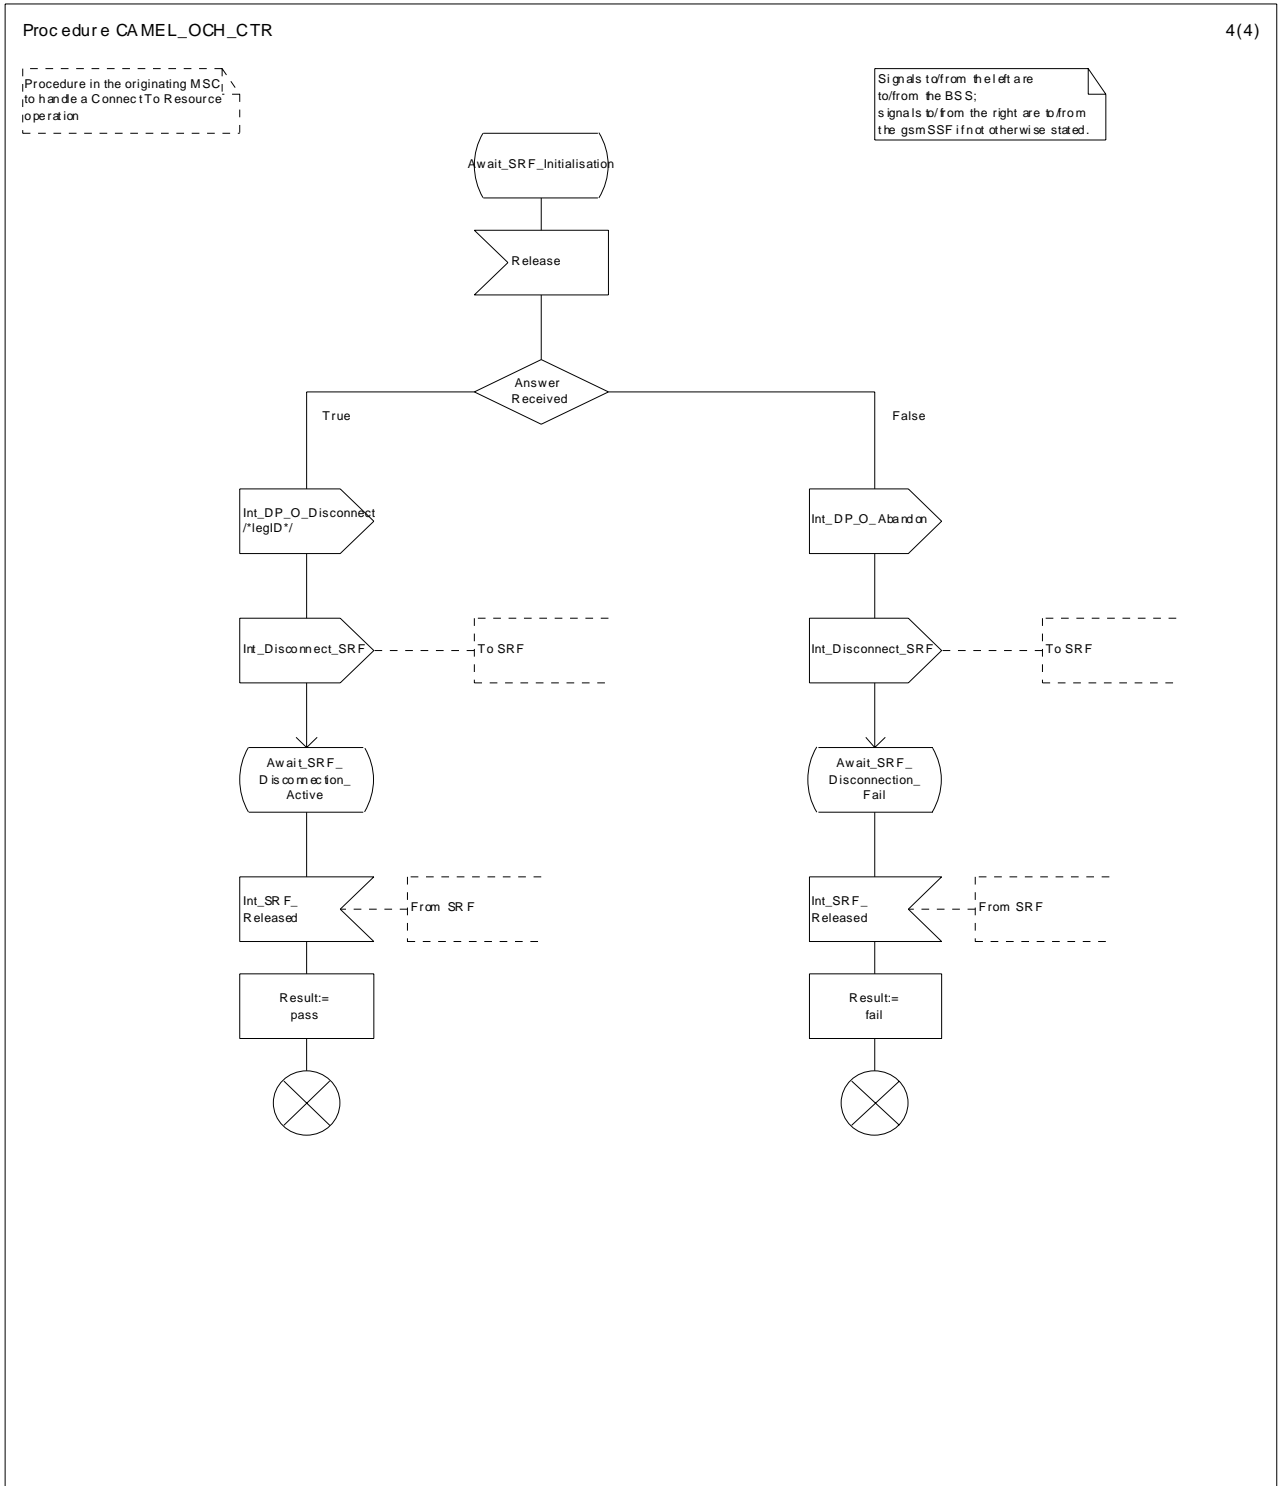 Procedure CAMEL_OCH_CTR
4(4)
Procedure in the originating MSC
to handle a Connect To Resource
operation
Signals to/from the left are
to/from the BSS;
signals to/from the right are to/from
the gsmSSF if not otherwise stated.
Await_SRF_Initialisation
Release
Answer
Received
True
False
Int_DP_O_Disconnect
/*legID*/
Int_DP_O_Abandon
Int_Disconnect_SRF
To SRF
Int_Disconnect_SRF
To SRF
Await_SRF_
Disconnection_
Active
Await_SRF_
Disconnection_
Fail
Int_SRF_
Released
From SRF
Int_SRF_
Released
From SRF
Result:=
pass
Result:=
fail